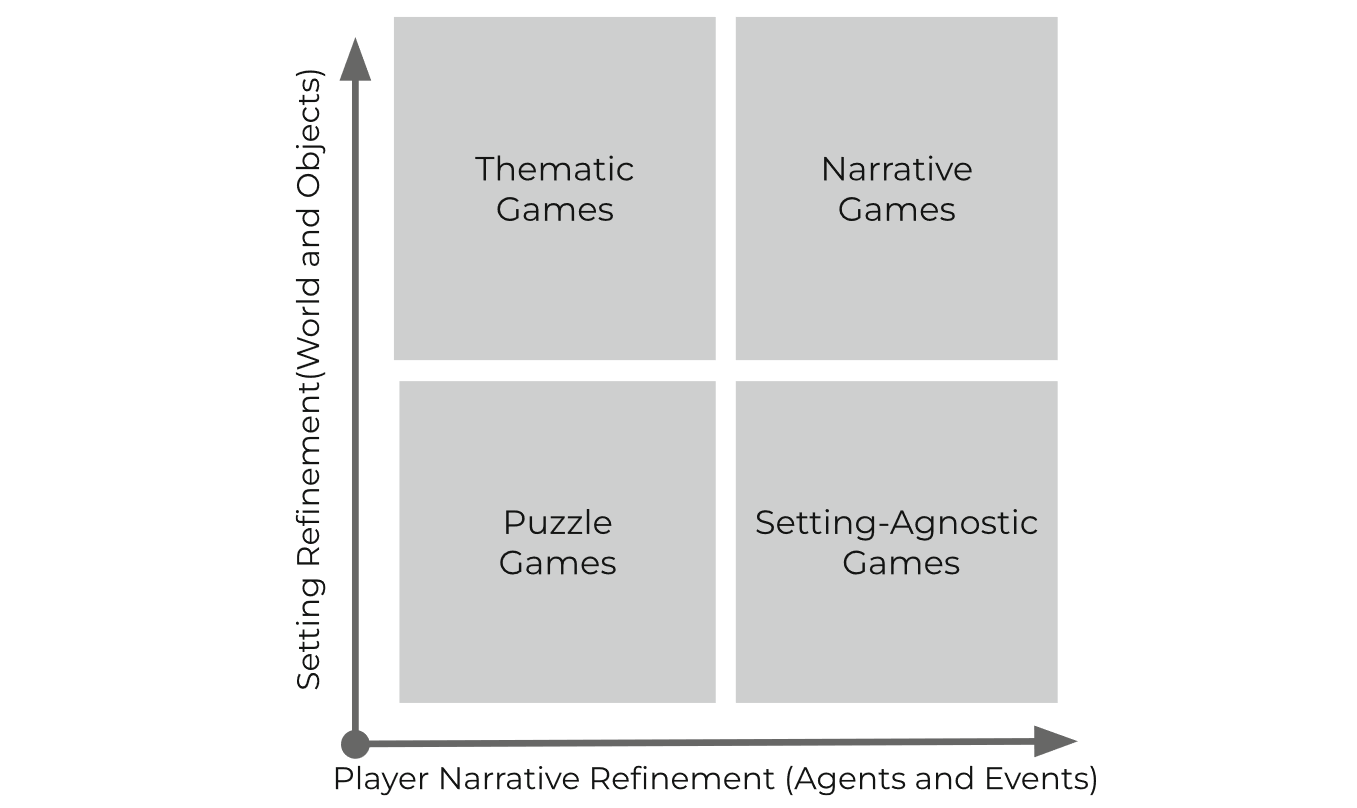 Setting Refinement(World and Objects)
Thematic
Games
Narrative
Games
Puzzle
Games
Setting-Agnostic
Games
Player Narrative Refinement (Agents and Events)